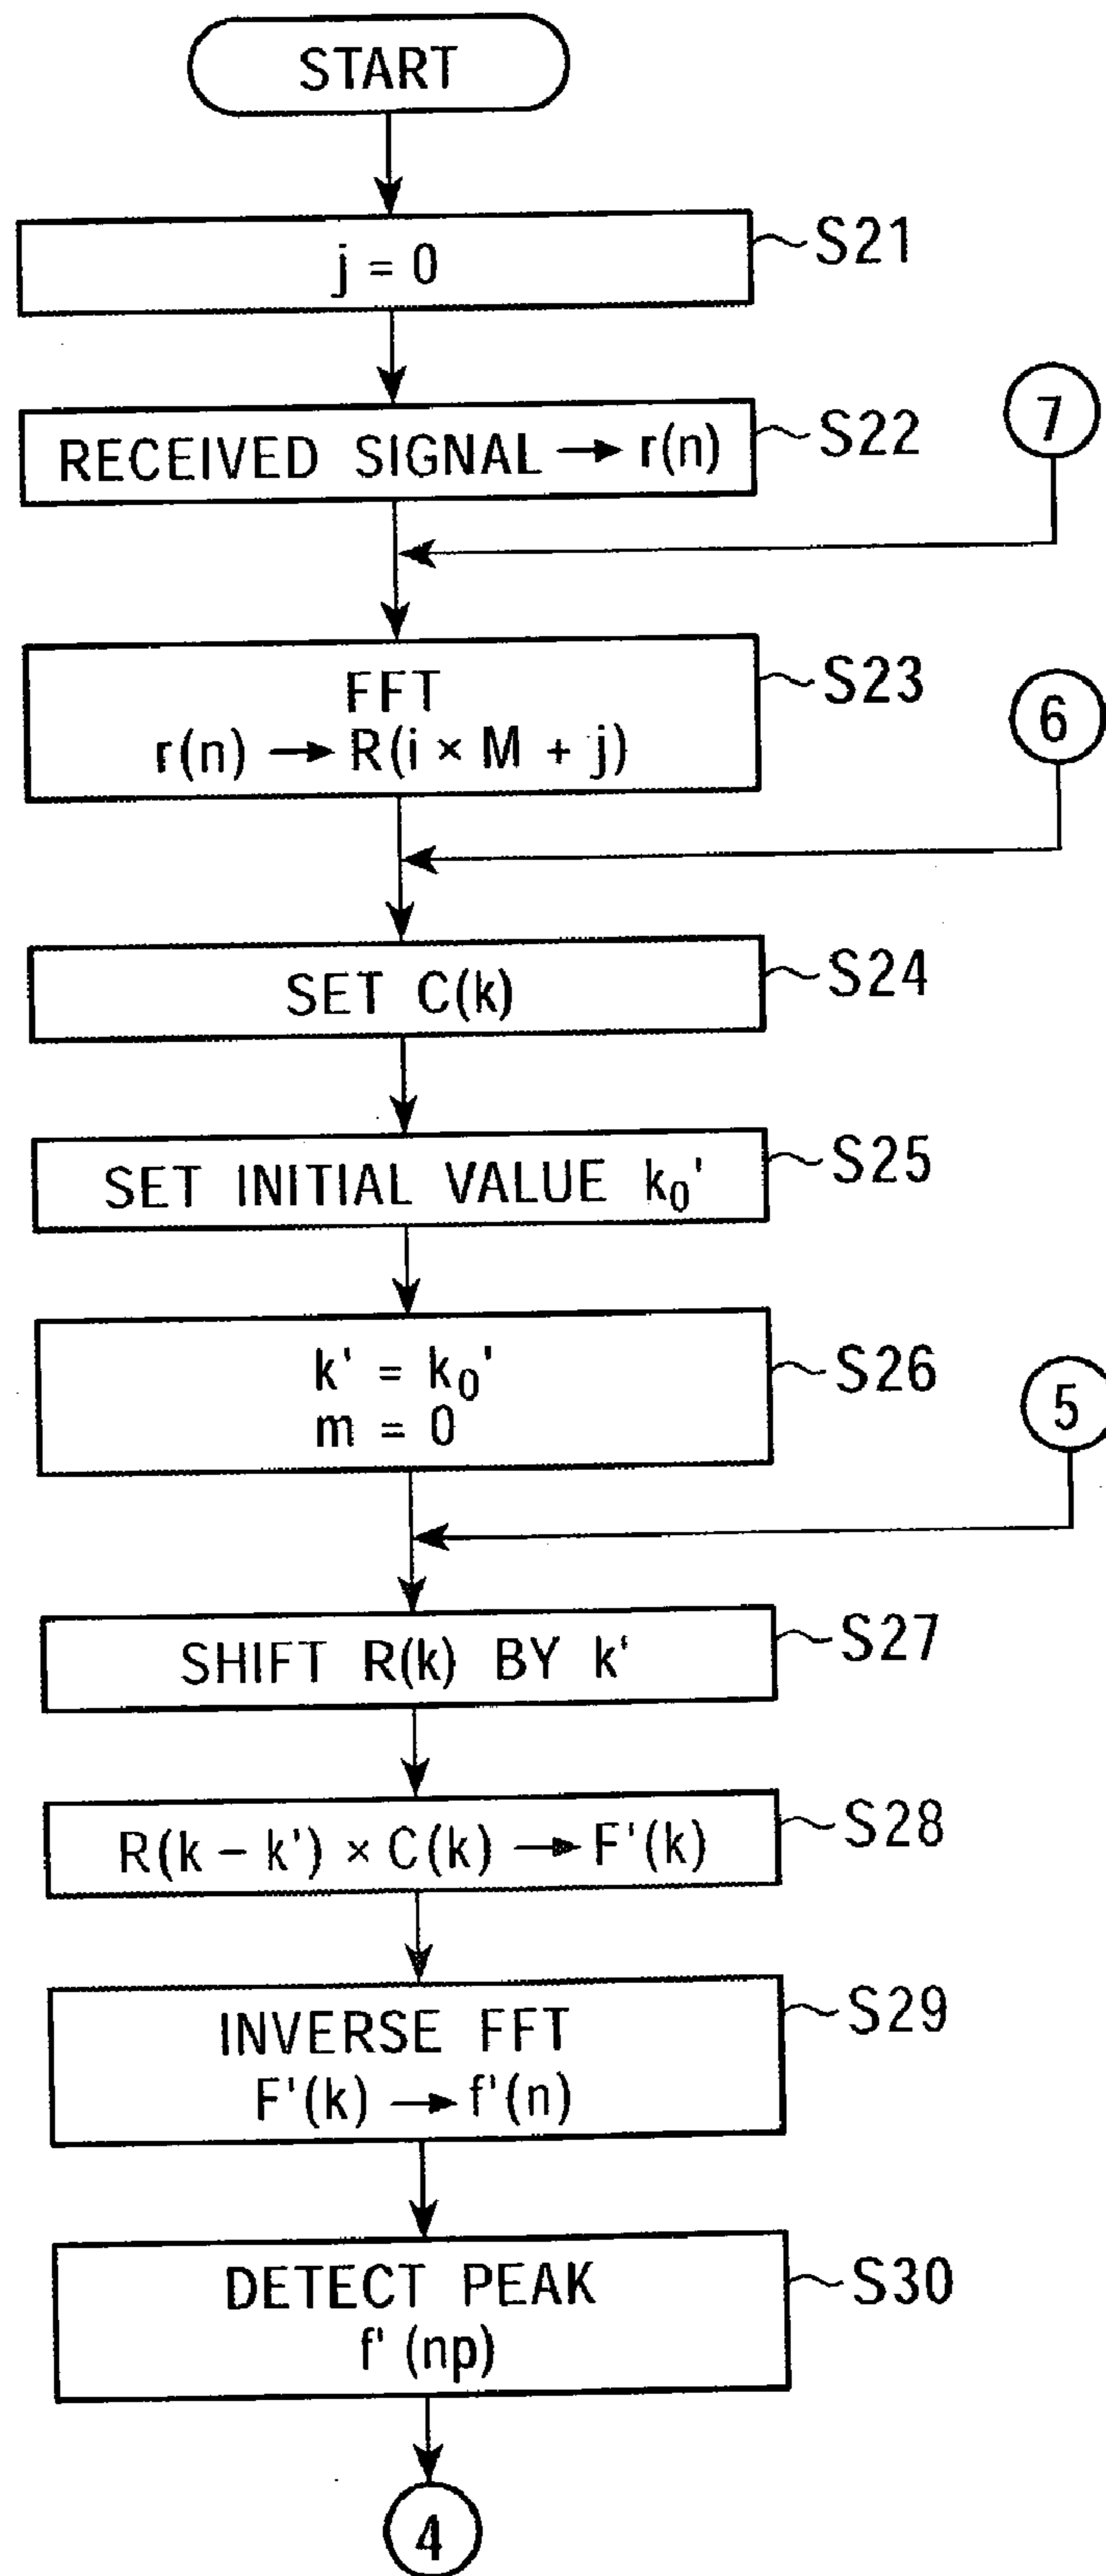 START
j = 0
S21
RECEIVED SIGNAL → r(n)
S22
7
FFT
r(n) → R(i × M + j)
S23
6
SET C(k)
S24
SET INITIAL VALUE k₀'
S25
k' = k₀'
m = 0
S26
5
SHIFT R(k) BY k'
S27
R(k – k') × C(k) → F'(k)
S28
INVERSE FFT
F'(k) → f'(n)
S29
DETECT PEAK
f' (np)
S30
4